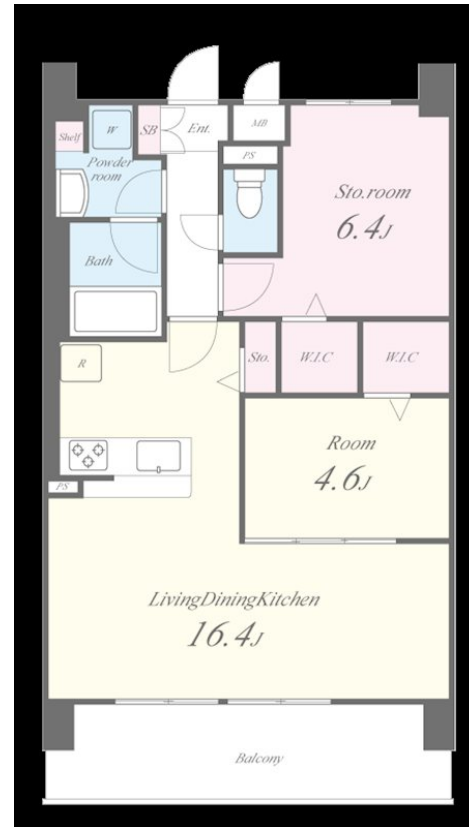 W
SB
Ent.
MB
Shelf
PS
Powder
room
Sto.room
6.4J
Bath
R
Sto.
W.I.C
W.I.C
Room
4.6J
PS
LivingDiningKitchen
16.4J
Balcony